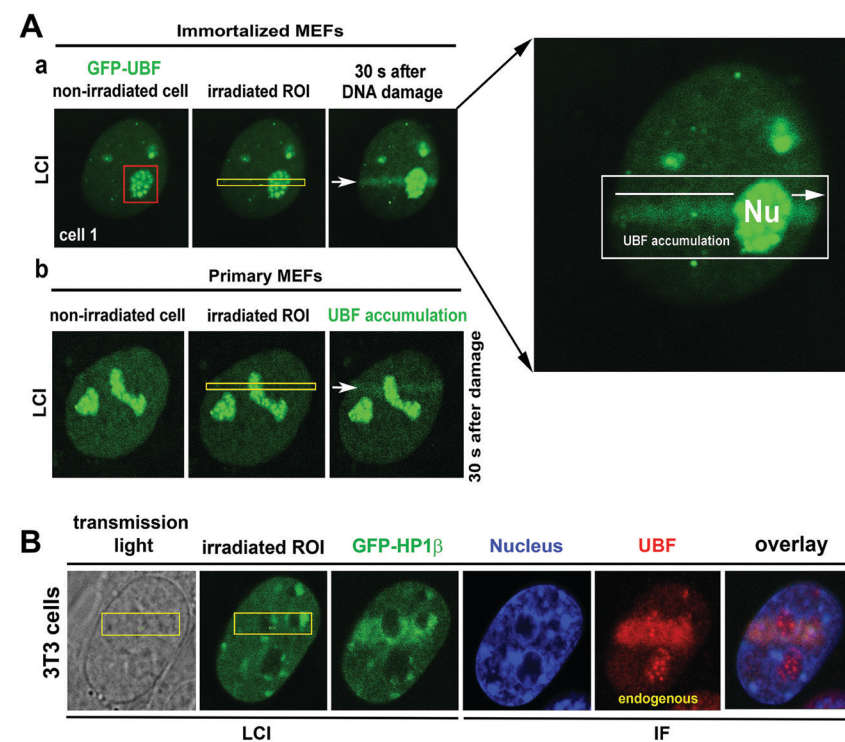 A
Immortalized MEFs
a
GFP-UBF
non-irradiated cell
irradiated ROI
30 s after
DNA damage
LCI
cell 1
Nu
UBF accumulation
b
Primary MEFs
non-irradiated cell
irradiated ROI
UBF accumulation
LCI
30 s after damage
B
transmission
light
irradiated ROI
GFP-HP1β
Nucleus
UBF
overlay
3T3 cells
endogenous
LCI
IF